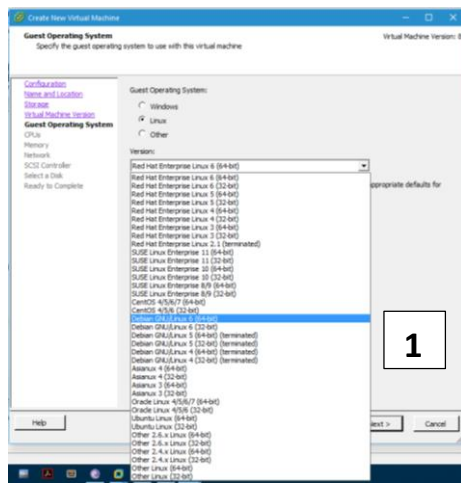 Create New Virtual Machine
Guest Operating System
Specify the guest operating system to use with this virtual machine
Virtual Machine Version: 8
Configuration
Name and Location
Storage
Virtual Machine Version
Guest Operating System
CPUs
Memory
Network
SCSI Controller
Select a Disk
Ready to Complete
Guest Operating System:
Windows
Linux
Other
Version:
Red Hat Enterprise Linux 6 (64-bit)
Red Hat Enterprise Linux 6 (64-bit)
Red Hat Enterprise Linux 6 (32-bit)
Red Hat Enterprise Linux 5 (64-bit)
Red Hat Enterprise Linux 5 (32-bit)
Red Hat Enterprise Linux 4 (64-bit)
Red Hat Enterprise Linux 4 (32-bit)
Red Hat Enterprise Linux 3 (64-bit)
Red Hat Enterprise Linux 3 (32-bit)
Red Hat Enterprise Linux 2.1 (terminated)
SUSE Linux Enterprise 11 (64-bit)
SUSE Linux Enterprise 11 (32-bit)
SUSE Linux Enterprise 10 (64-bit)
SUSE Linux Enterprise 10 (32-bit)
SUSE Linux Enterprise 8/9 (64-bit)
SUSE Linux Enterprise 8/9 (32-bit)
CentOS 4/5/6/7 (64-bit)
CentOS 4/5/6 (32-bit)
Debian GNU/Linux 6 (64-bit)
Debian GNU/Linux 6 (32-bit)
Debian GNU/Linux 5 (64-bit) (terminated)
Debian GNU/Linux 5 (32-bit) (terminated)
Debian GNU/Linux 4 (64-bit) (terminated)
Debian GNU/Linux 4 (32-bit) (terminated)
Asianux 4 (64-bit)
Asianux 4 (32-bit)
Asianux 3 (64-bit)
Asianux 3 (32-bit)
Oracle Linux 4/5/6/7 (64-bit)
Oracle Linux 4/5/6 (32-bit)
Ubuntu Linux (64-bit)
Ubuntu Linux (32-bit)
Other 2.6.x Linux (64-bit)
Other 2.6.x Linux (32-bit)
Other 2.4.x Linux (64-bit)
Other 2.4.x Linux (32-bit)
Other Linux (64-bit)
Other Linux (32-bit)
appropriate defaults for
1
Help
Next >
Cancel